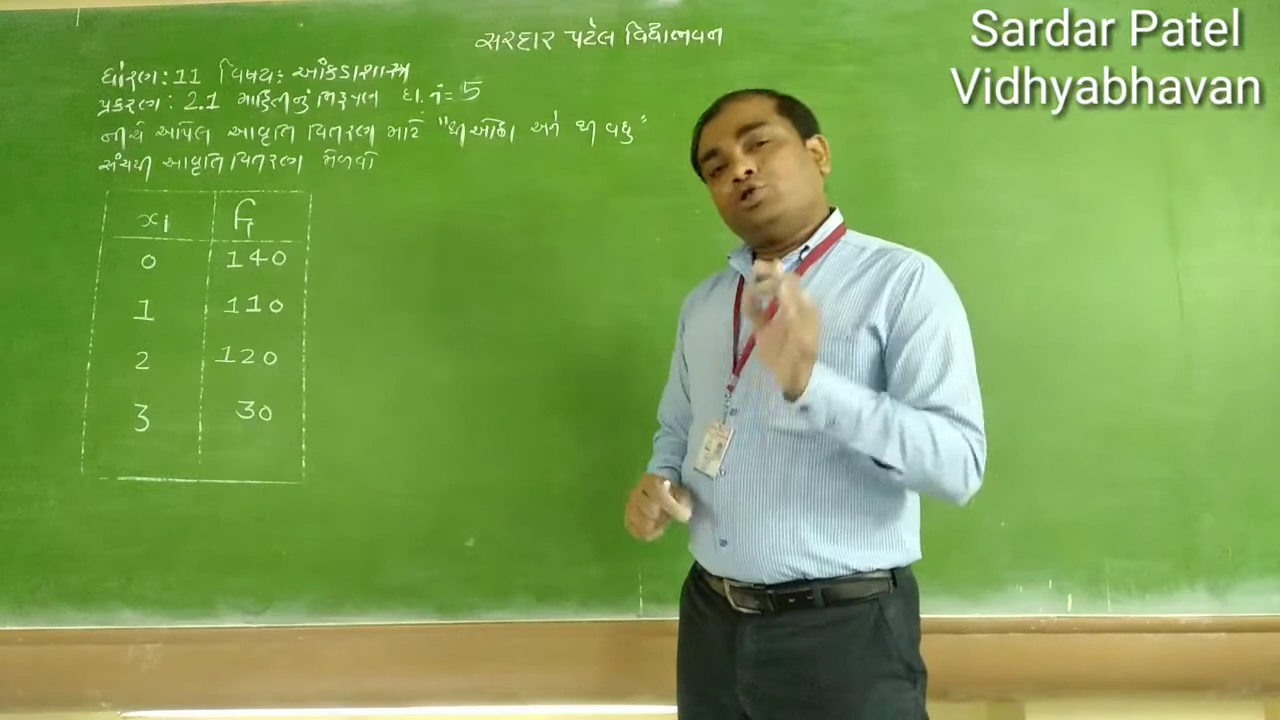 Sardar Patel
Vidhyabhavan
સરદાર પટેલ વિદ્યાભવન
ધોરણ: 11 વિષય: આંકડાશાસ્ત્ર
પ્રકરણ: 2.1 માહિતીનું નિરૂપણ દા.નં= 5
નીચે આપેલ આવૃતિ વિતરણ માટે "થી ઓછા અને થી વધુ"
સંચયી આવૃતિ વિતરણ મેળવો
xi fi
0 140
1 110
2 120
3 30